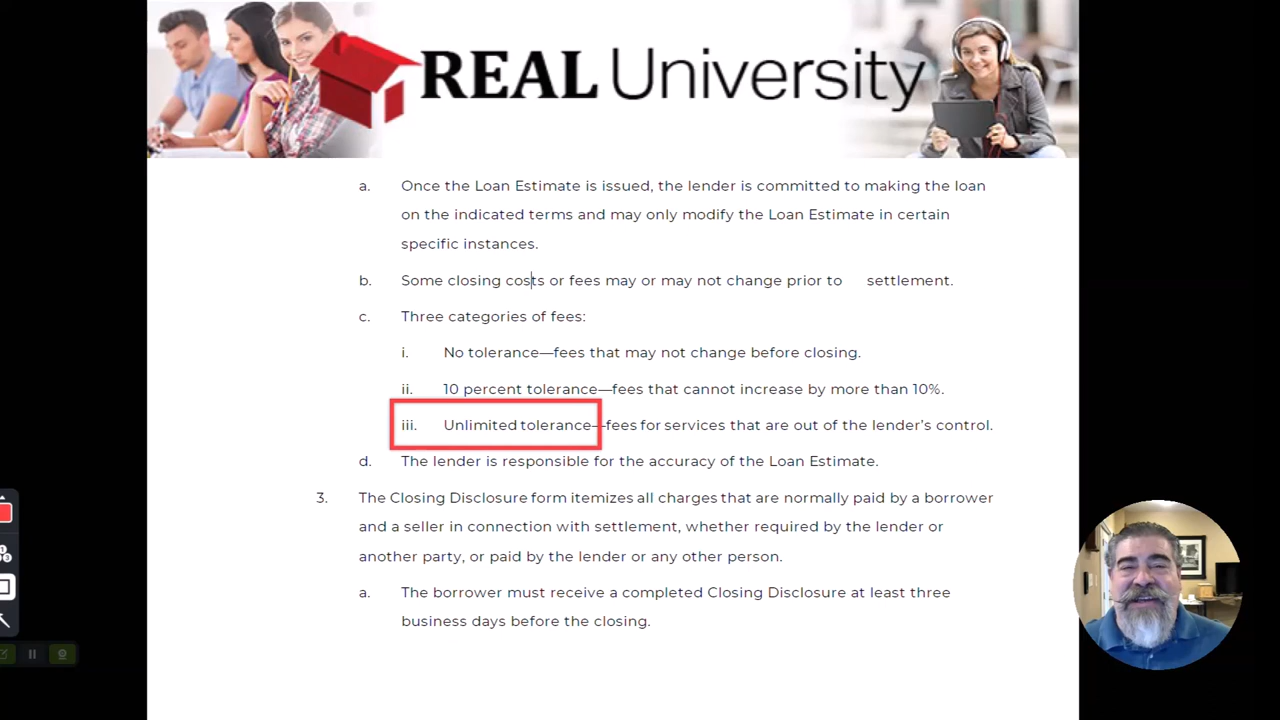 REAL University
a. Once the Loan Estimate is issued, the lender is committed to making the loan
on the indicated terms and may only modify the Loan Estimate in certain
specific instances.
b. Some closing costs or fees may or may not change prior to settlement.
c. Three categories of fees:
i. No tolerance—fees that may not change before closing.
ii. 10 percent tolerance—fees that cannot increase by more than 10%.
iii. Unlimited tolerance—fees for services that are out of the lender’s control.
d. The lender is responsible for the accuracy of the Loan Estimate.
3. The Closing Disclosure form itemizes all charges that are normally paid by a borrower
and a seller in connection with settlement, whether required by the lender or
another party, or paid by the lender or any other person.
a. The borrower must receive a completed Closing Disclosure at least three
business days before the closing.